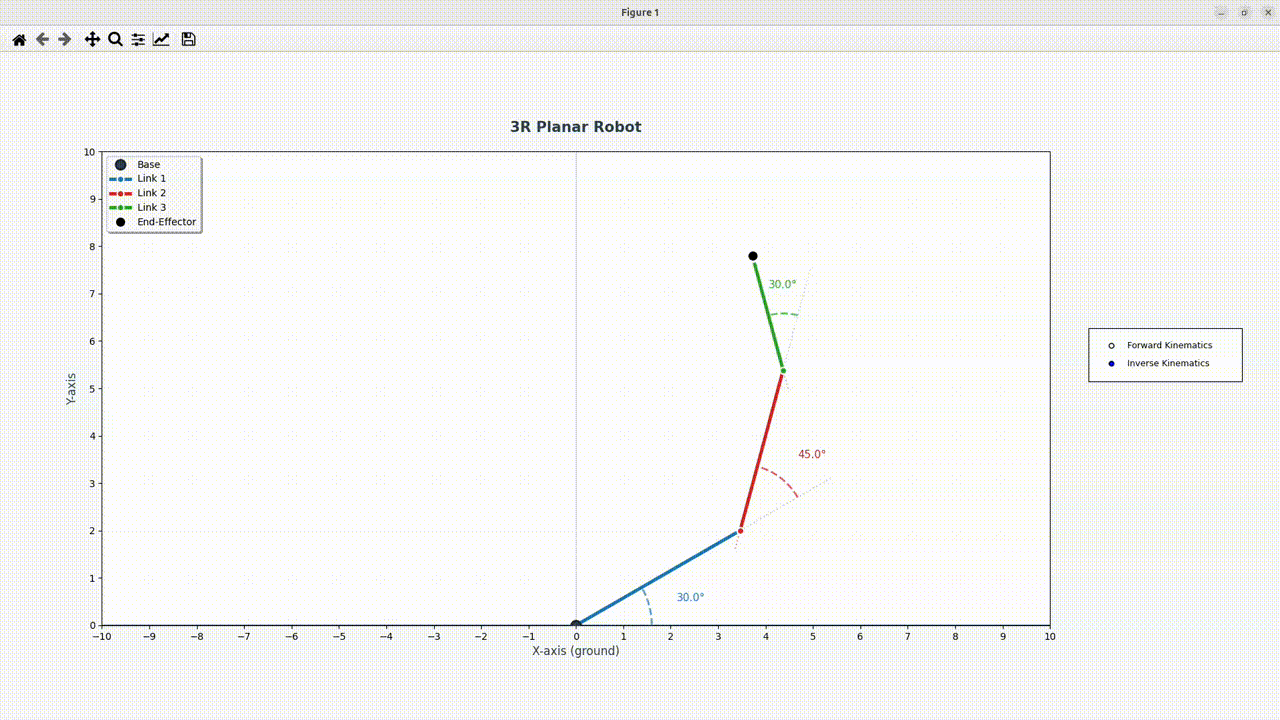 Figure 1
3R Planar Robot
Base
Link 1
Link 2
Link 3
End-Effector
10
9
8
7
6
5
4
3
2
1
0
Y-axis
30.0°
45.0°
30.0°
−10 −9 −8 −7 −6 −5 −4 −3 −2 −1 0 1 2 3 4 5 6 7 8 9 10
X-axis (ground)
Forward Kinematics
Inverse Kinematics